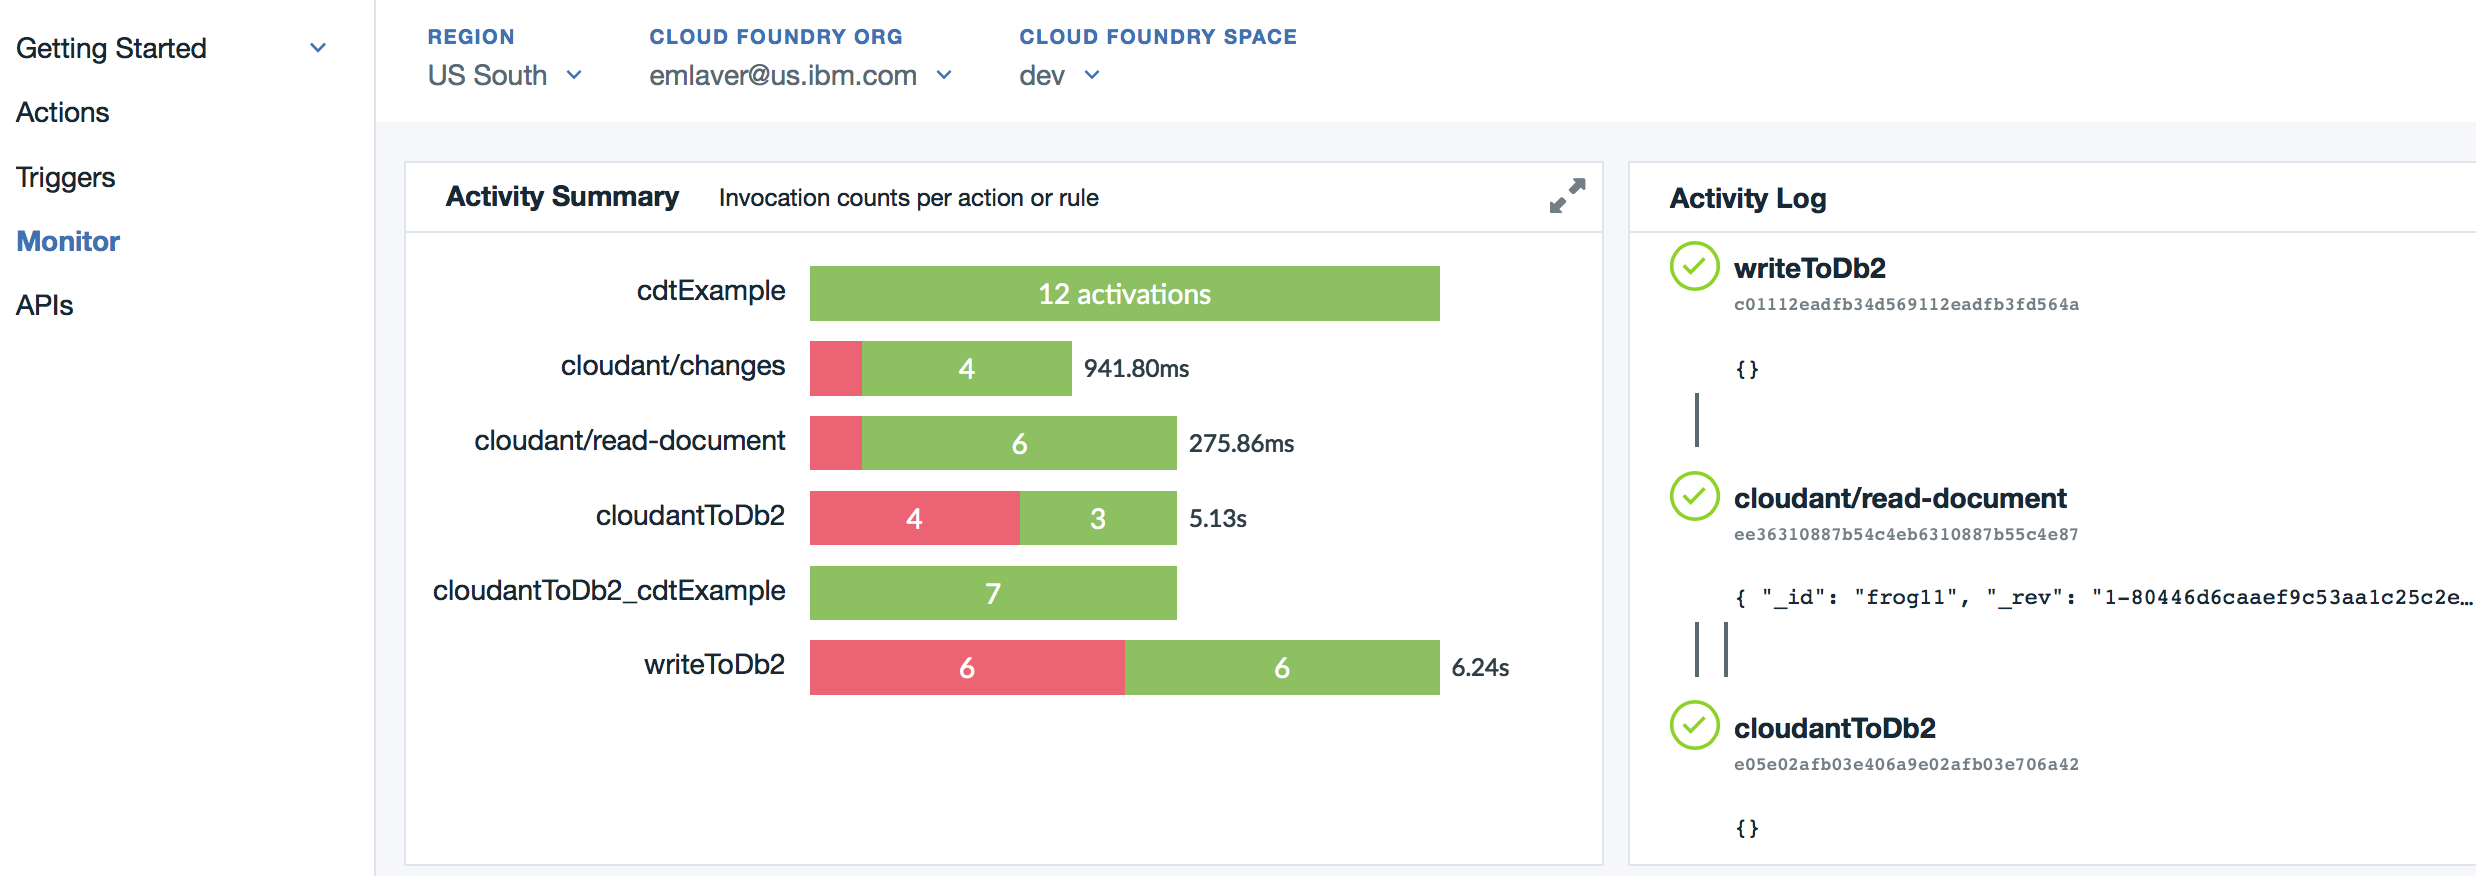 Getting Started
Actions
Triggers
Monitor
APIs
REGION
US South
CLOUD FOUNDRY ORG
emlaver@us.ibm.com
CLOUD FOUNDRY SPACE
dev
Activity Summary Invocation counts per action or rule
cdtExample 12 activations
cloudant/changes 4 941.80ms
cloudant/read-document 6 275.86ms
cloudantToDb2 4 3 5.13s
cloudantToDb2_cdtExample 7
writeToDb2 6 6 6.24s
Activity Log
writeToDb2
c01112eadfb34d569112eadfb3fd564a
{}
cloudant/read-document
ee36310887b54c4eb6310887b55c4e87
{ "_id": "frog11", "_rev": "1-80446d6caaef9c53aa1c25c2e…
cloudantToDb2
e05e02afb03e406a9e02afb03e706a42
{}